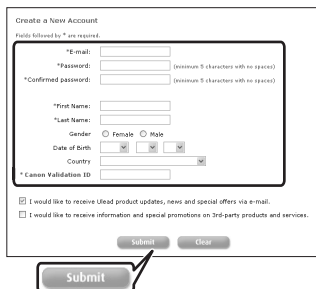 Create a New Account
Fields followed by * are required.
*E-mail:
*Password: (minimum 5 characters with no spaces)
*Confirmed password: (minimum 5 characters with no spaces)
*First Name:
*Last Name:
Gender Female Male
Date of Birth
Country
* Canon Validation ID
I would like to receive Ulead product updates, news and special offers via e-mail.
I would like to receive information and special promotions on 3rd-party products and services.
Submit Clear
Submit